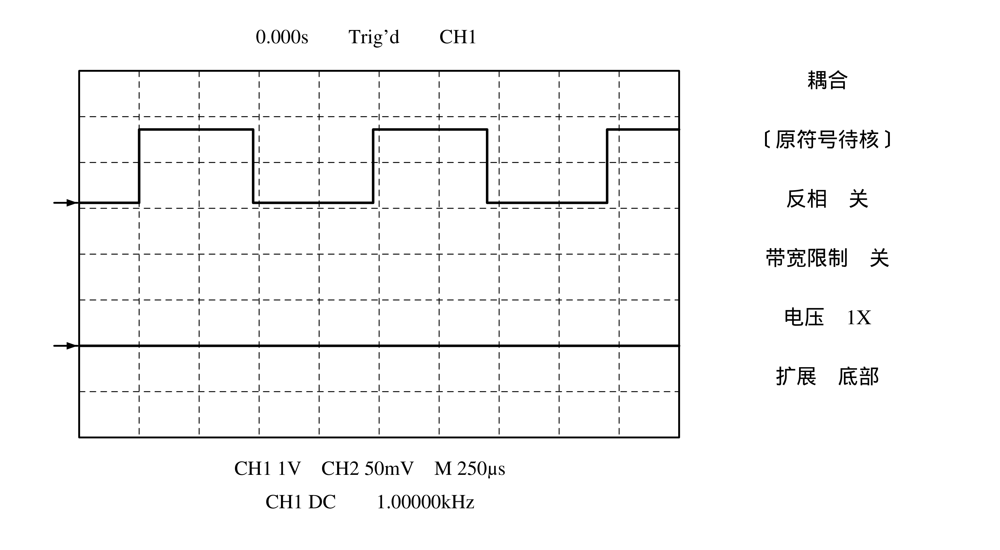 0.000s Trig’d CH1
耦合
〔原符号待核〕
反相 关
带宽限制 关
电压 1X
扩展 底部
CH1 1V CH2 50mV M 250μs
CH1 DC 1.00000kHz